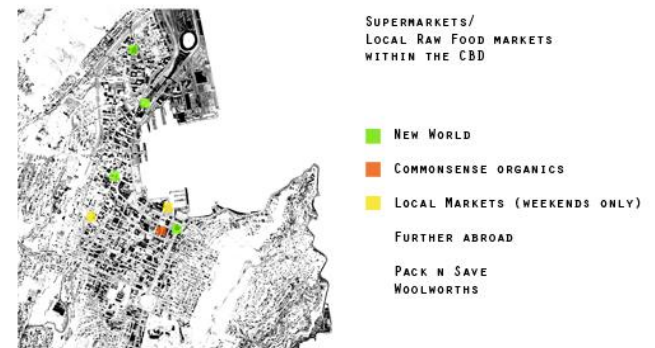 Supermarkets/
Local Raw Food markets
within the CBD
New World
Commonsense organics
Local Markets (weekends only)
Further abroad
Pack n Save
Woolworths